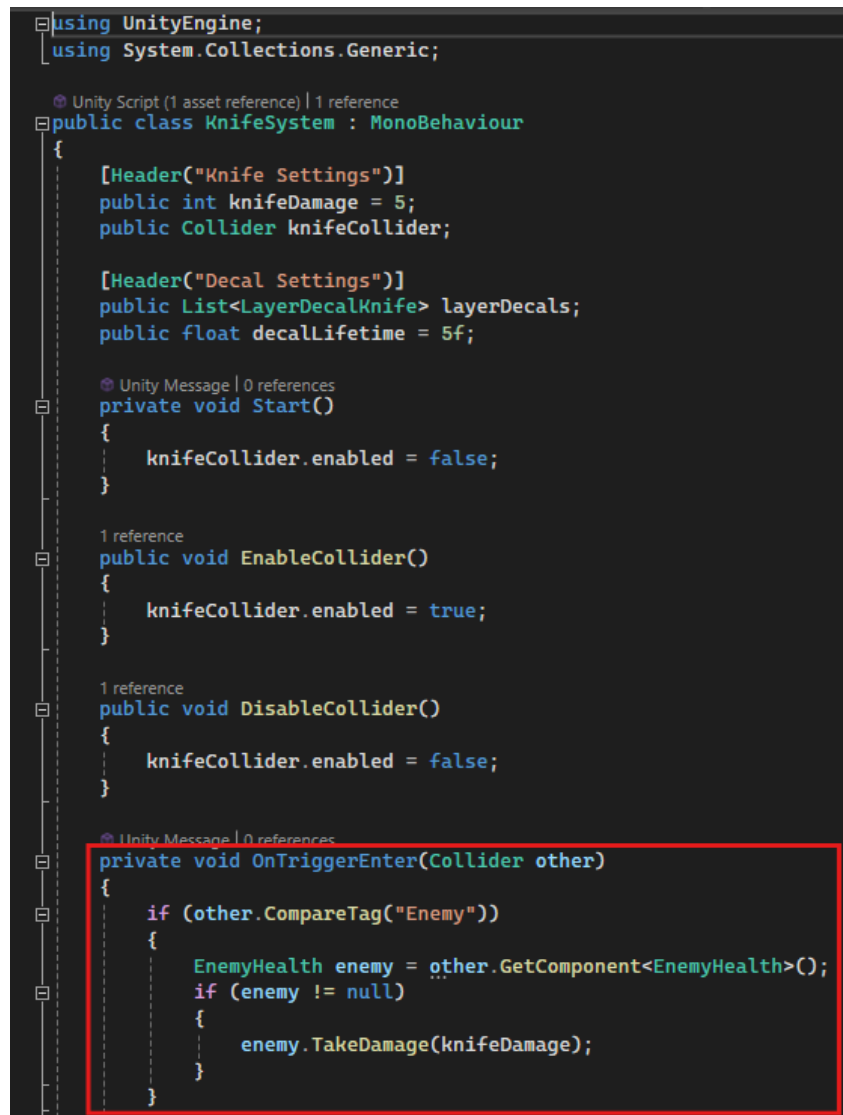 using UnityEngine;
using System.Collections.Generic;
Unity Script (1 asset reference) | 1 reference
public class KnifeSystem : MonoBehaviour
{
[Header("Knife Settings")]
public int knifeDamage = 5;
public Collider knifeCollider;
[Header("Decal Settings")]
public List<LayerDecalKnife> layerDecals;
public float decalLifetime = 5f;
Unity Message | 0 references
private void Start()
{
knifeCollider.enabled = false;
}
1 reference
public void EnableCollider()
{
knifeCollider.enabled = true;
}
1 reference
public void DisableCollider()
{
knifeCollider.enabled = false;
}
Unity Message | 0 references
private void OnTriggerEnter(Collider other)
{
if (other.CompareTag("Enemy"))
{
EnemyHealth enemy = other.GetComponent<EnemyHealth>();
if (enemy != null)
{
enemy.TakeDamage(knifeDamage);
}
}